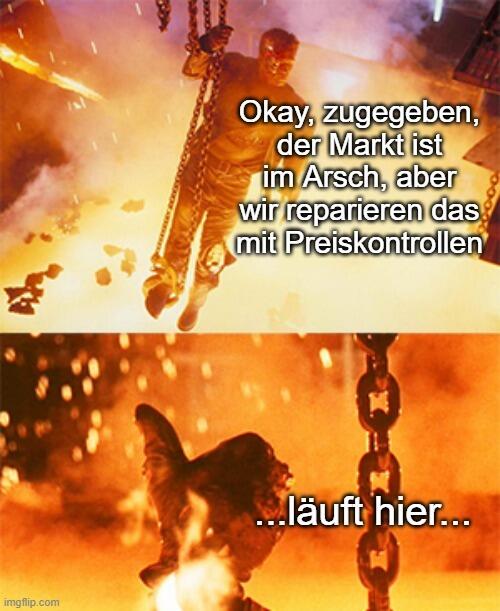 Okay, zugegeben,
der Markt ist
im Arsch, aber
wir reparieren das
mit Preiskontrollen
...läuft hier...
imgflip.com